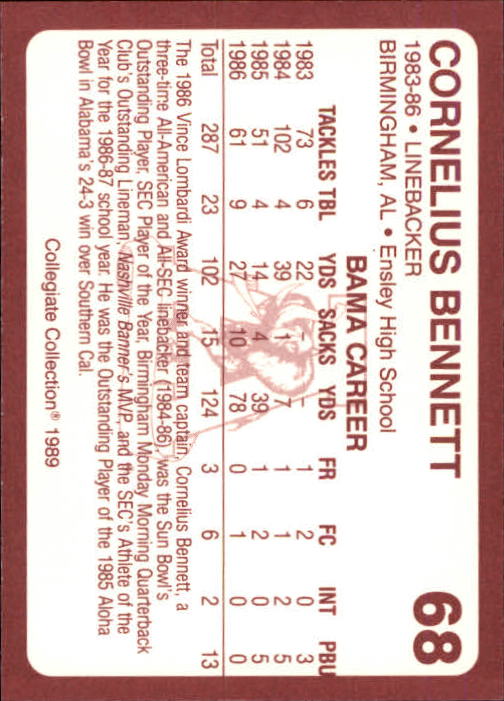 CORNELIUS BENNETT 68
1983-86 • LINEBACKER
BIRMINGHAM, AL • Ensley High School
BAMA CAREER
TACKLES TBL YDS SACKS YDS FR FC INT PBU
1983 73 6 22 – – 1 2 0 3
1984 102 4 39 1 7 1 1 2 5
1985 51 4 14 4 39 1 2 0 5
1986 61 9 27 10 78 0 1 0 0
Total 287 23 102 15 124 3 6 2 13
The 1986 Vince Lombardi Award winner and team captain, Cornelius Bennett, a
three-time All-American and All-SEC linebacker (1984-86), was the Sun Bowl's
Outstanding Player, SEC Player of the Year, Birmingham Monday Morning Quarterback
Club's Outstanding Lineman, Nashville Banner's MVP, and the SEC's Athlete of the
Year for the 1986-87 school year. He was the Outstanding Player of the 1985 Aloha
Bowl in Alabama's 24-3 win over Southern Cal.
Collegiate Collection® 1989